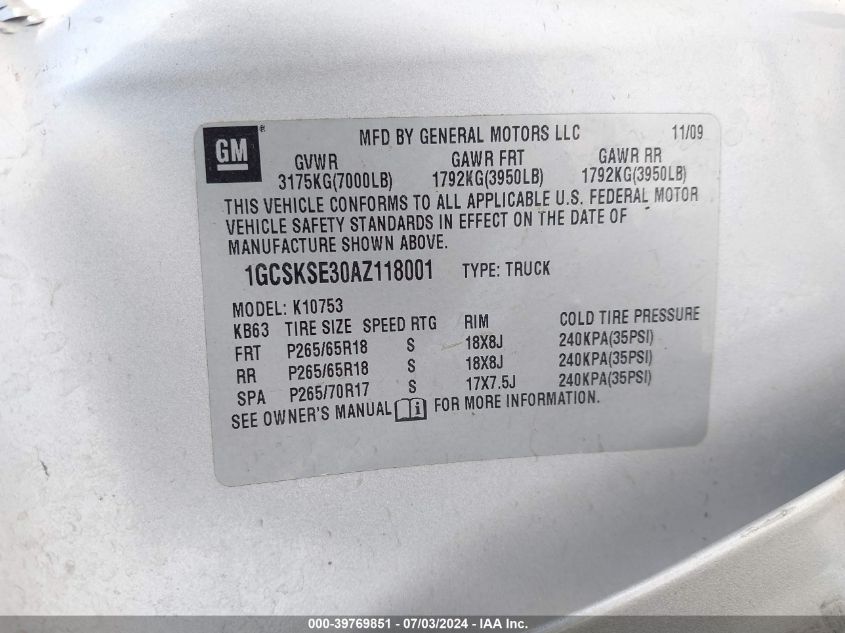 GM ® MFD BY GENERAL MOTORS LLC 11/09
GVWR GAWR FRT GAWR RR
3175KG(7000LB) 1792KG(3950LB) 1792KG(3950LB)
THIS VEHICLE CONFORMS TO ALL APPLICABLE U.S. FEDERAL MOTOR
VEHICLE SAFETY STANDARDS IN EFFECT ON THE DATE OF
MANUFACTURE SHOWN ABOVE.
1GCSKSE30AZ118001 TYPE: TRUCK
MODEL: K10753
KB63 TIRE SIZE SPEED RTG RIM COLD TIRE PRESSURE
FRT P265/65R18 S 18X8J 240KPA(35PSI)
RR P265/65R18 S 18X8J 240KPA(35PSI)
SPA P265/70R17 S 17X7.5J 240KPA(35PSI)
SEE OWNER'S MANUAL i FOR MORE INFORMATION.
000-39769851 - 07/03/2024 - IAA Inc.